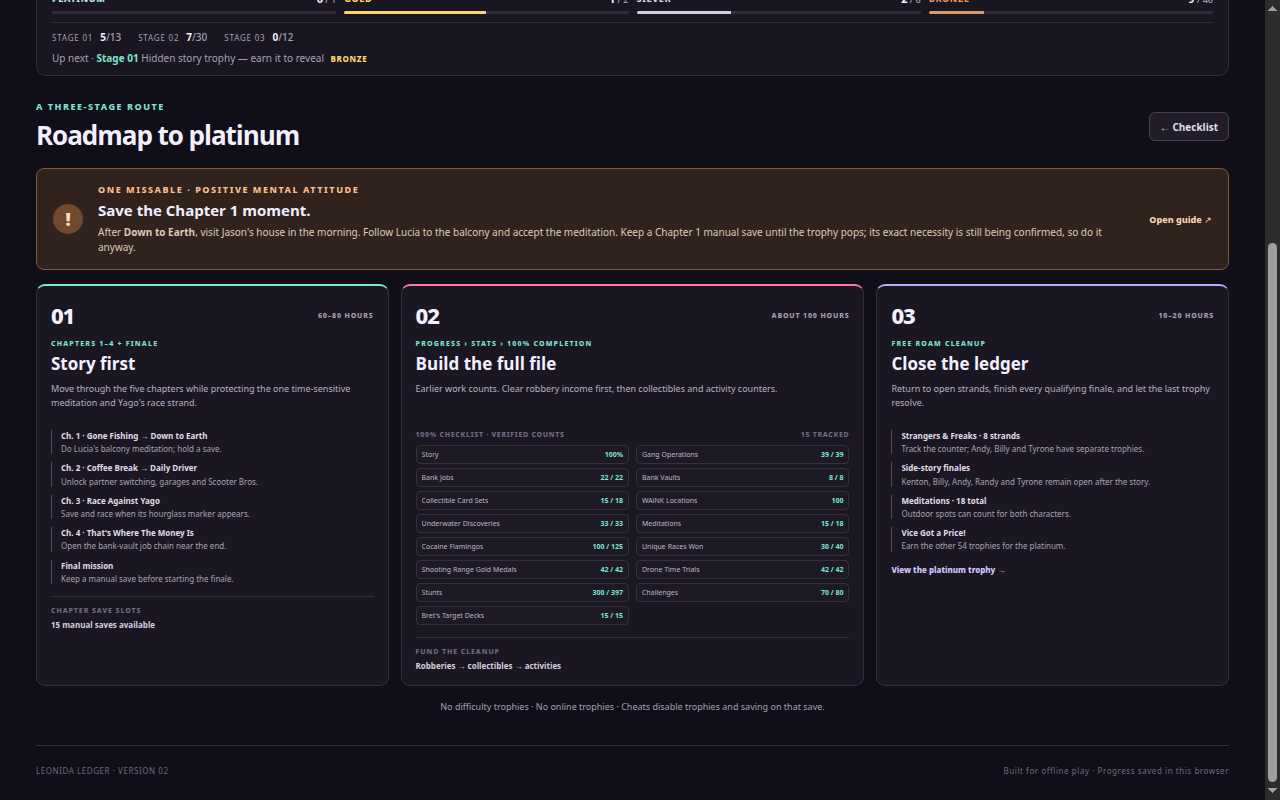 STAGE 01 5/13 STAGE 02 7/30 STAGE 03 0/12
Up next · Stage 01 Hidden story trophy — earn it to reveal BRONZE
A THREE-STAGE ROUTE
Roadmap to platinum
← Checklist
ONE MISSABLE · POSITIVE MENTAL ATTITUDE
!
Save the Chapter 1 moment.
After Down to Earth, visit Jason's house in the morning. Follow Lucia to the balcony and accept the meditation. Keep a Chapter 1 manual save until the trophy pops; its exact necessity is still being confirmed, so do it
anyway.
Open guide ↗
01
60–80 HOURS
CHAPTERS 1–4 + FINALE
Story first
Move through the five chapters while protecting the one time-sensitive
meditation and Yago's race strand.
Ch. 1 · Gone Fishing → Down to Earth
Do Lucia's balcony meditation; hold a save.
Ch. 2 · Coffee Break → Daily Driver
Unlock partner switching, garages and Scooter Bros.
Ch. 3 · Race Against Yago
Save and race when its hourglass marker appears.
Ch. 4 · That's Where The Money Is
Open the bank-vault job chain near the end.
Final mission
Keep a manual save before starting the finale.
CHAPTER SAVE SLOTS
15 manual saves available
02
ABOUT 100 HOURS
PROGRESS › STATS › 100% COMPLETION
Build the full file
Earlier work counts. Clear robbery income first, then collectibles and activity counters.
100% CHECKLIST · VERIFIED COUNTS
15 TRACKED
Story 100%
Gang Operations 39 / 39
Bank Jobs 22 / 22
Bank Vaults 8 / 8
Collectible Card Sets 15 / 18
WAINK Locations 100
Underwater Discoveries 33 / 33
Meditations 15 / 18
Cocaine Flamingos 100 / 125
Unique Races Won 30 / 40
Shooting Range Gold Medals 42 / 42
Drone Time Trials 42 / 42
Stunts 300 / 397
Challenges 70 / 80
Bret's Target Decks 15 / 15
FUND THE CLEANUP
Robberies → collectibles → activities
03
10–20 HOURS
FREE ROAM CLEANUP
Close the ledger
Return to open strands, finish every qualifying finale, and let the last trophy
resolve.
Strangers & Freaks · 8 strands
Track the counter; Andy, Billy and Tyrone have separate trophies.
Side-story finales
Kenton, Billy, Andy, Randy and Tyrone remain open after the story.
Meditations · 18 total
Outdoor spots can count for both characters.
Vice Got a Price!
Earn the other 54 trophies for the platinum.
View the platinum trophy →
No difficulty trophies · No online trophies · Cheats disable trophies and saving on that save.
LEONIDA LEDGER · VERSION 02
Built for offline play · Progress saved in this browser